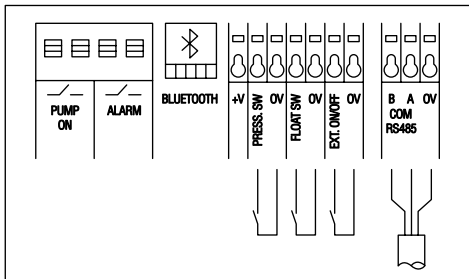 PUMP
ON
ALARM
BLUETOOTH
+V
PRESS. SW
0V
FLOAT SW
0V
EXT. ON/OFF
0V
B A 0V
COM
RS485